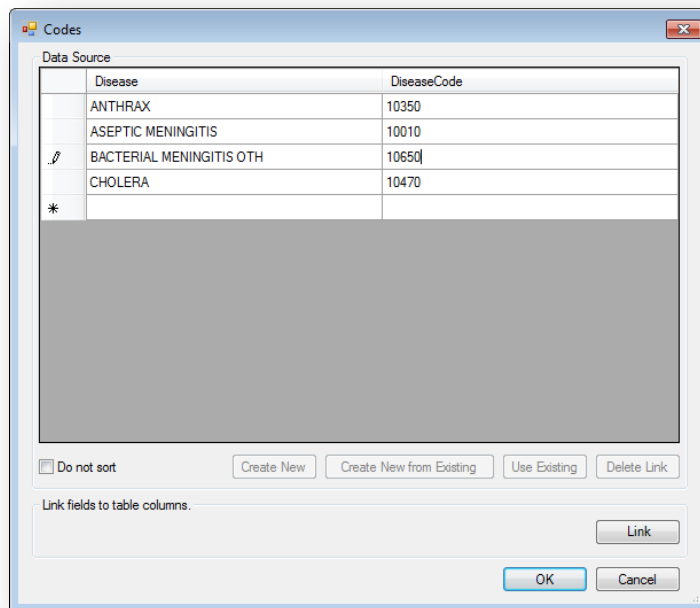 Codes
Data Source
Disease DiseaseCode
ANTHRAX 10350
ASEPTIC MENINGITIS 10010
BACTERIAL MENINGITIS OTH 10650
CHOLERA 10470
Do not sort Create New Create New from Existing Use Existing Delete Link
Link fields to table columns.
Link
OK Cancel